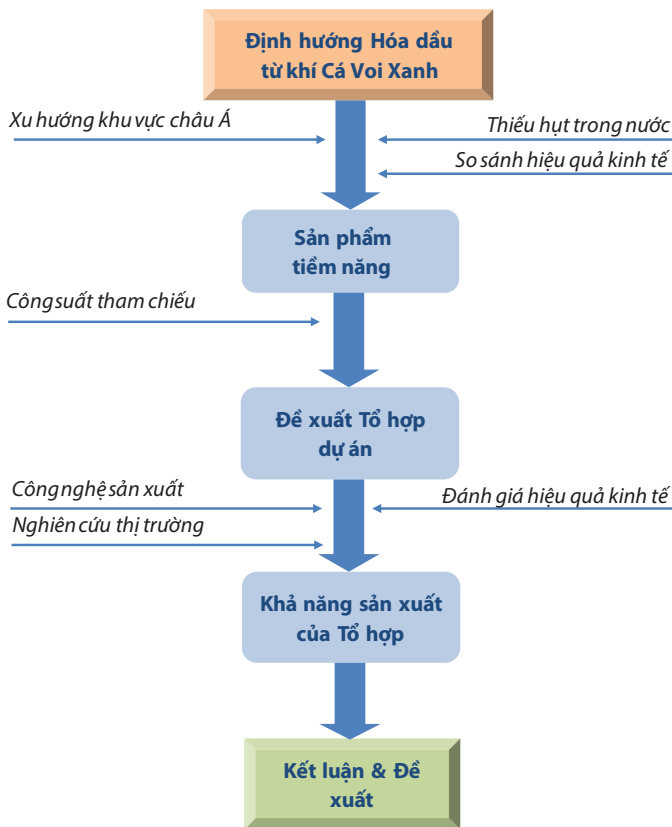 Định hướng Hóa dầu
từ khí Cá Voi Xanh
Xu hướng khu vực châu Á
Thiếu hụt trong nước
So sánh hiệu quả kinh tế
Sản phẩm
tiềm năng
Công suất tham chiếu
Đề xuất Tổ hợp
dự án
Công nghệ sản xuất
Đánh giá hiệu quả kinh tế
Nghiên cứu thị trường
Khả năng sản xuất
của Tổ hợp
Kết luận & Đề
xuất